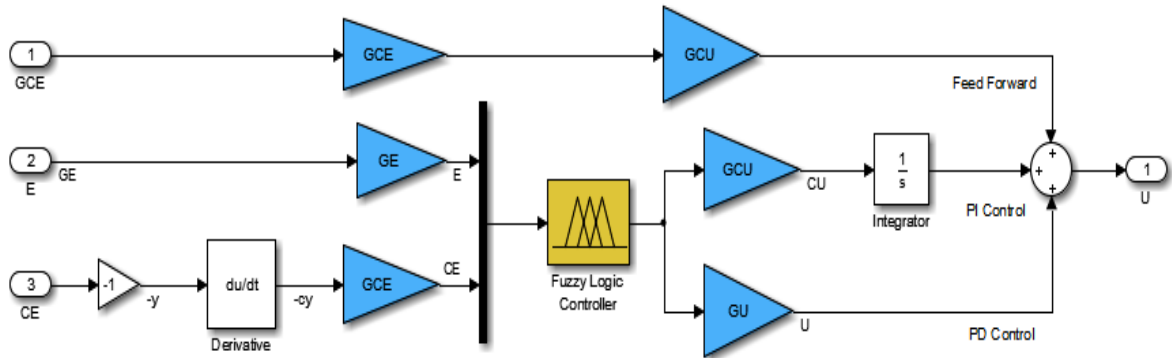 1
GCE
GCE
GCU
Feed Forward
2
E
GE
GE
E
GCU
CU
1
s
Integrator
PI Control
+
+
+
1
U
Fuzzy Logic
Controller
3
CE
-1
-y
du/dt
Derivative
-cy
GCE
CE
GU
U
PD Control